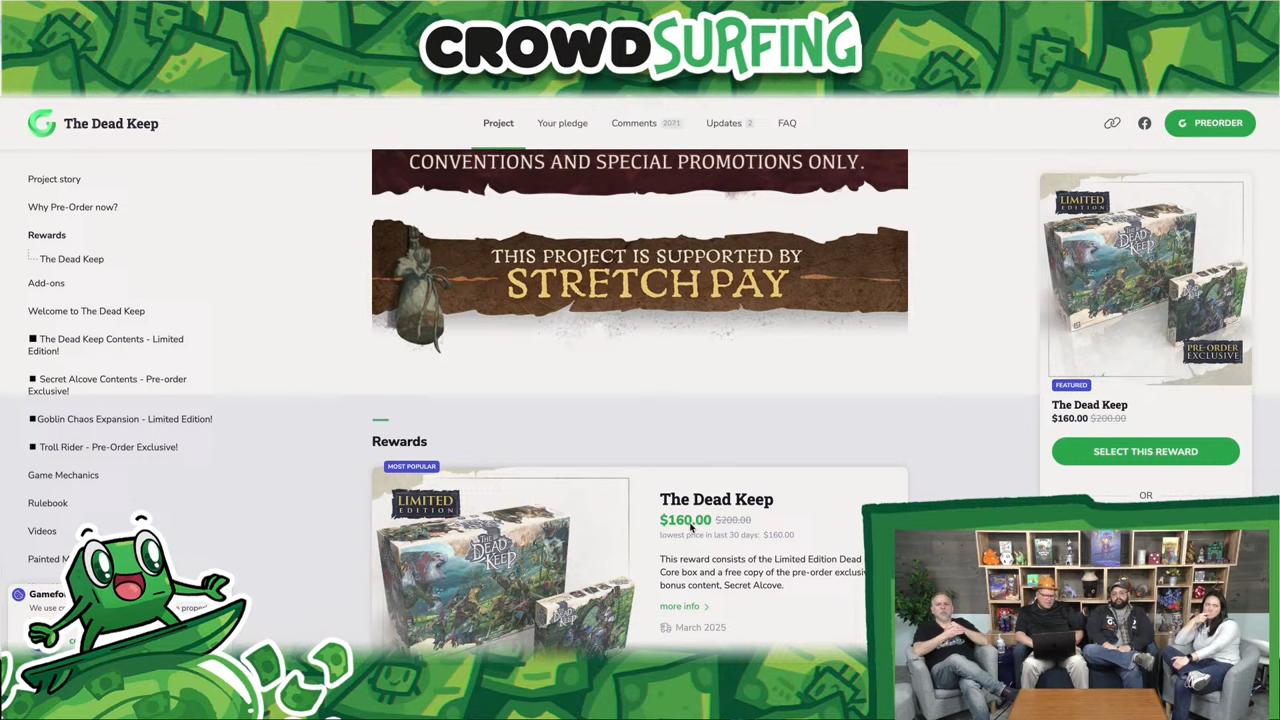 CROWDSURFING
The Dead Keep
Project
Your pledge
Comments 2071
Updates 2
FAQ
PREORDER
Project story
Why Pre-Order now?
Rewards
The Dead Keep
Add-ons
Welcome to The Dead Keep
The Dead Keep Contents - Limited
Edition!
Secret Alcove Contents - Pre-order
Exclusive!
Goblin Chaos Expansion - Limited Edition!
Troll Rider - Pre-Order Exclusive!
Game Mechanics
Rulebook
Videos
Painted
CONVENTIONS AND SPECIAL PROMOTIONS ONLY.
THIS PROJECT IS SUPPORTED BY
STRETCH PAY
Rewards
MOST POPULAR
LIMITED
EDITION
THE
DEAD
KEEP
The Dead Keep
$160.00 $200.00
lowest price in last 30 days: $160.00
This reward consists of the Limited Edition Dead
Core box and a free copy of the pre-order
bonus content, Secret Alcove.
more info
March 2025
LIMITED
EDITION
THE
DEAD
KEEP
PRE-ORDER
EXCLUSIVE
FEATURED
The Dead Keep
$160.00 $200.00
SELECT THIS REWARD
OR
We use